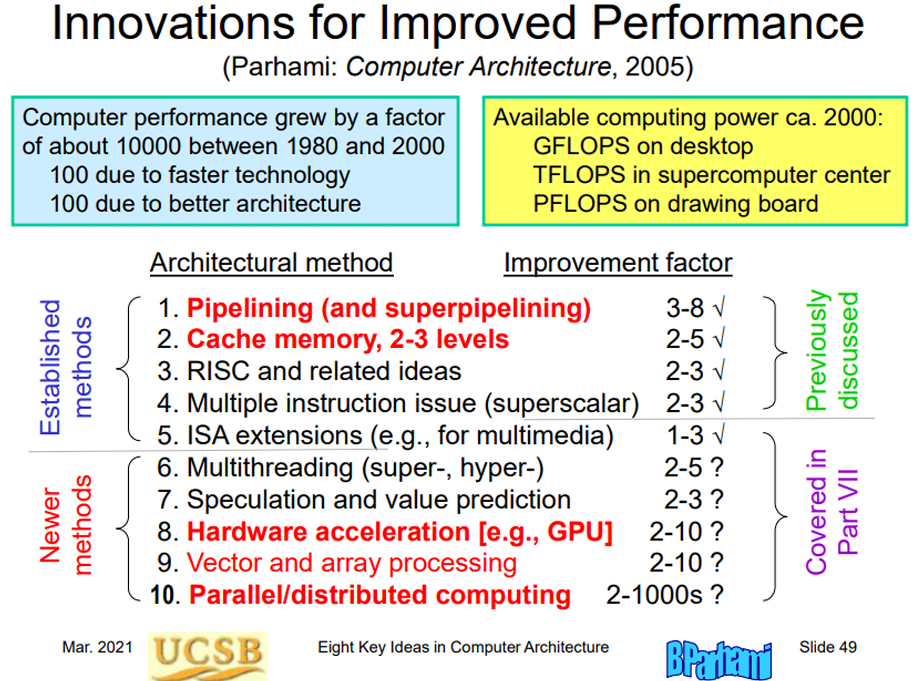 Innovations for Improved Performance
(Parhami: Computer Architecture, 2005)
Computer performance grew by a factor
of about 10000 between 1980 and 2000
100 due to faster technology
100 due to better architecture
Available computing power ca. 2000:
GFLOPS on desktop
TFLOPS in supercomputer center
PFLOPS on drawing board
Architectural method Improvement factor
Established
methods
1. Pipelining (and superpipelining) 3-8 √
2. Cache memory, 2-3 levels 2-5 √
3. RISC and related ideas 2-3 √
4. Multiple instruction issue (superscalar) 2-3 √
5. ISA extensions (e.g., for multimedia) 1-3 √
Previously
discussed
Newer
methods
6. Multithreading (super-, hyper-) 2-5 ?
7. Speculation and value prediction 2-3 ?
8. Hardware acceleration [e.g., GPU] 2-10 ?
9. Vector and array processing 2-10 ?
10. Parallel/distributed computing 2-1000s ?
Covered in
Part VII
Mar. 2021 UCSB Eight Key Ideas in Computer Architecture BParhami Slide 49